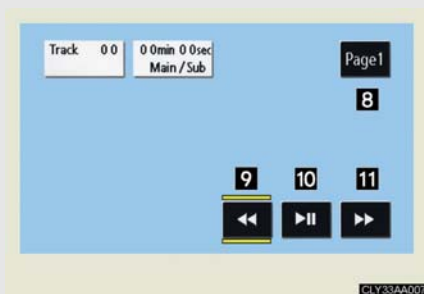 Track 00 00min 00sec Page1
Main/Sub
8
9 10 11
CLY33AA007